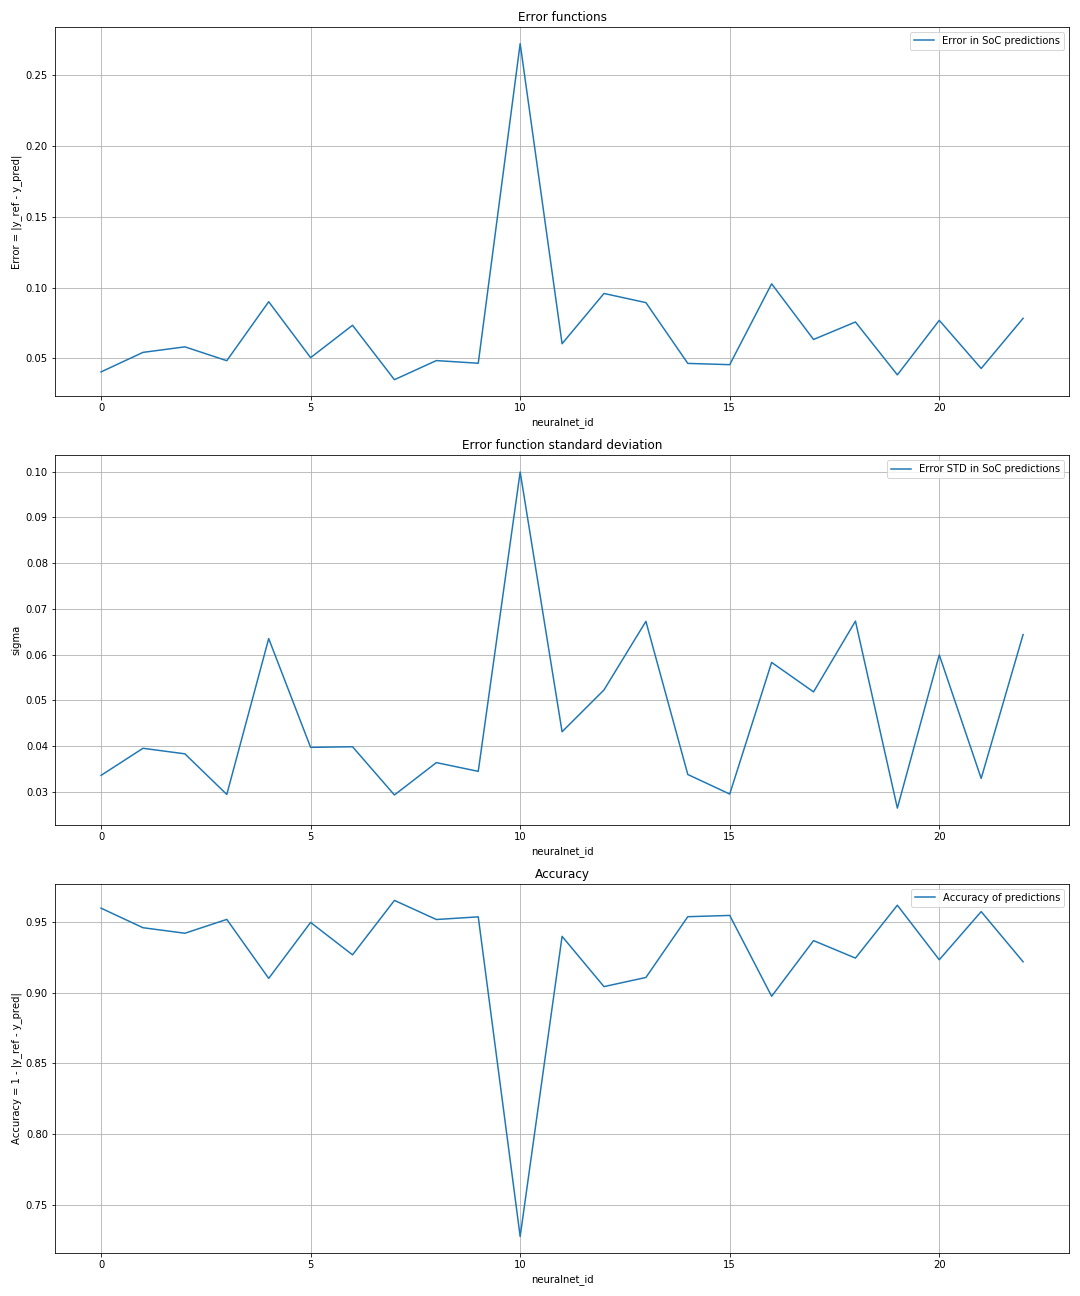 Error functions
Error in SoC predictions
Error = |y_ref - y_pred|
0.25
0.20
0.15
0.10
0.05
0 5 10 15 20
neuralnet_id
Error function standard deviation
Error STD in SoC predictions
sigma
0.10
0.09
0.08
0.07
0.06
0.05
0.04
0.03
0 5 10 15 20
neuralnet_id
Accuracy
Accuracy of predictions
Accuracy = 1 - |y_ref - y_pred|
0.95
0.90
0.85
0.80
0.75
0 5 10 15 20
neuralnet_id